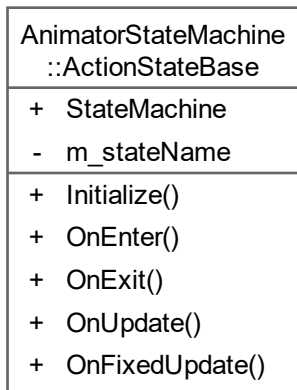 AnimatorStateMachine
::ActionStateBase
+ StateMachine
- m_stateName
+ Initialize()
+ OnEnter()
+ OnExit()
+ OnUpdate()
+ OnFixedUpdate()